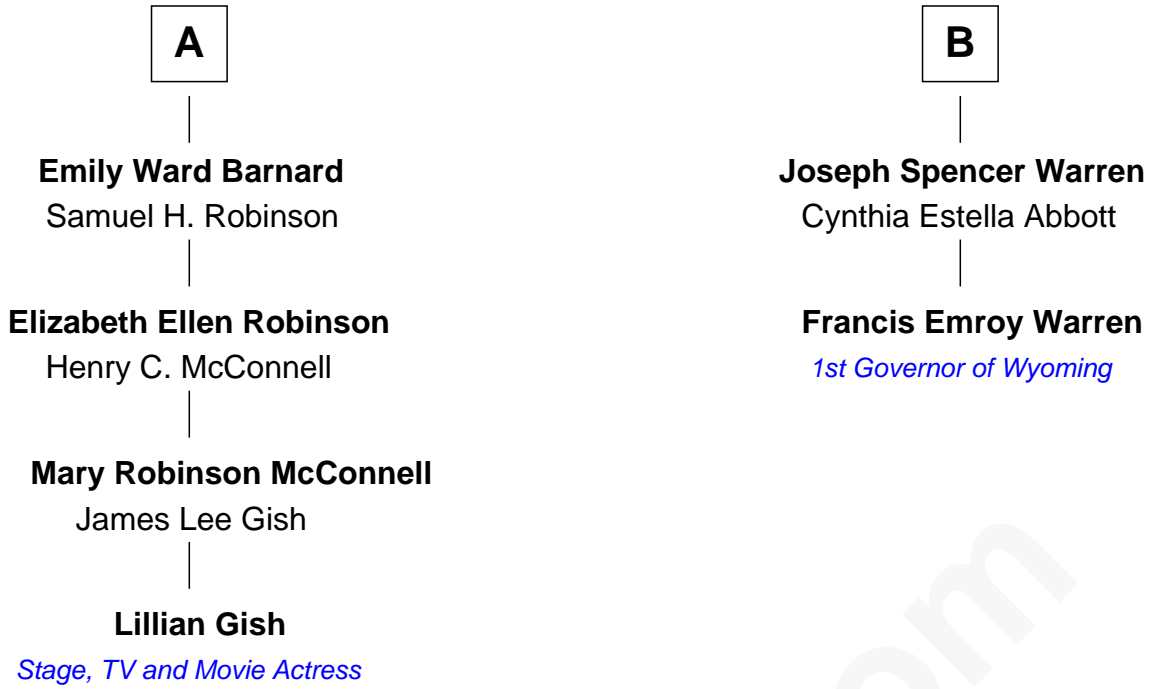 A
Emily Ward Barnard
Samuel H. Robinson
Elizabeth Ellen Robinson
Henry C. McConnell
Mary Robinson McConnell
James Lee Gish
Lillian Gish
Stage, TV and Movie Actress
B
Joseph Spencer Warren
Cynthia Estella Abbott
Francis Emroy Warren
1st Governor of Wyoming
om